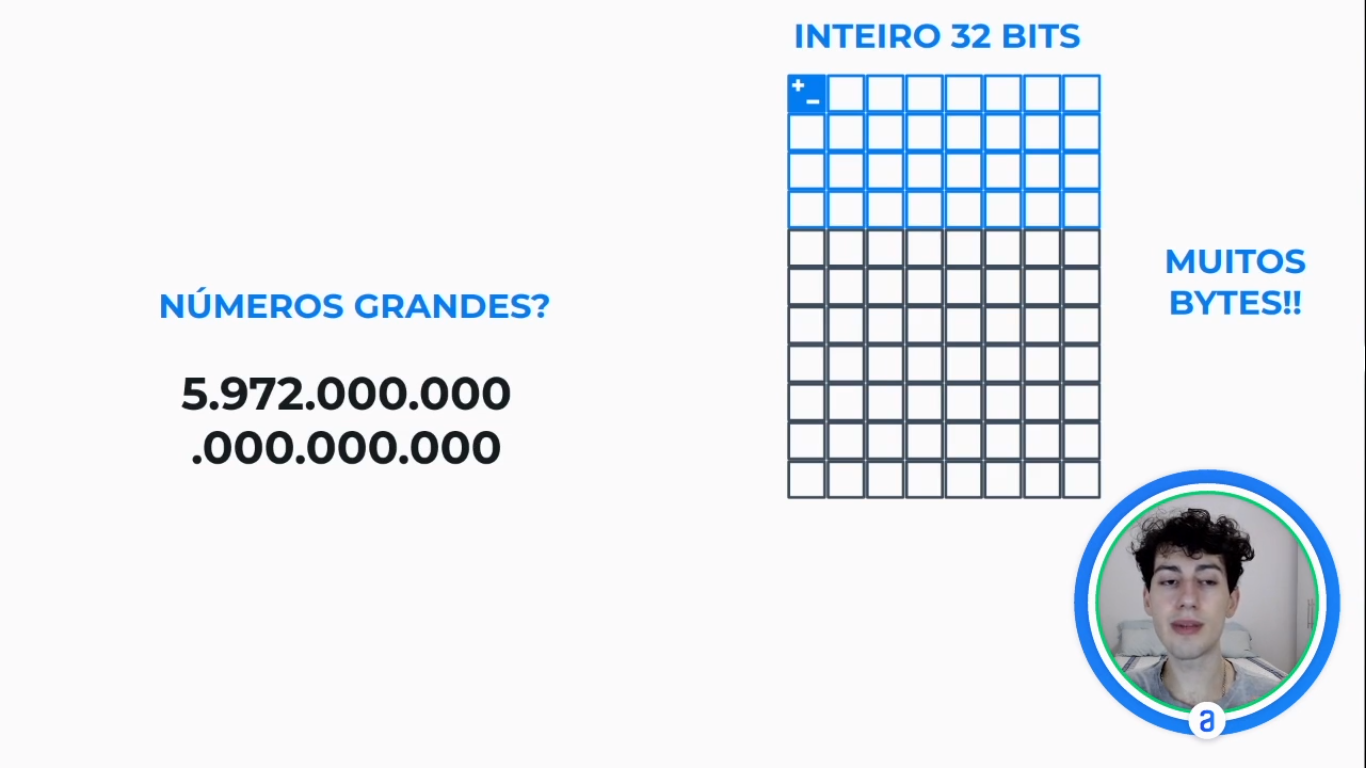 INTEIRO 32 BITS
+
-
MUITOS
BYTES!!
NÚMEROS GRANDES?
5.972.000.000
.000.000.000
a